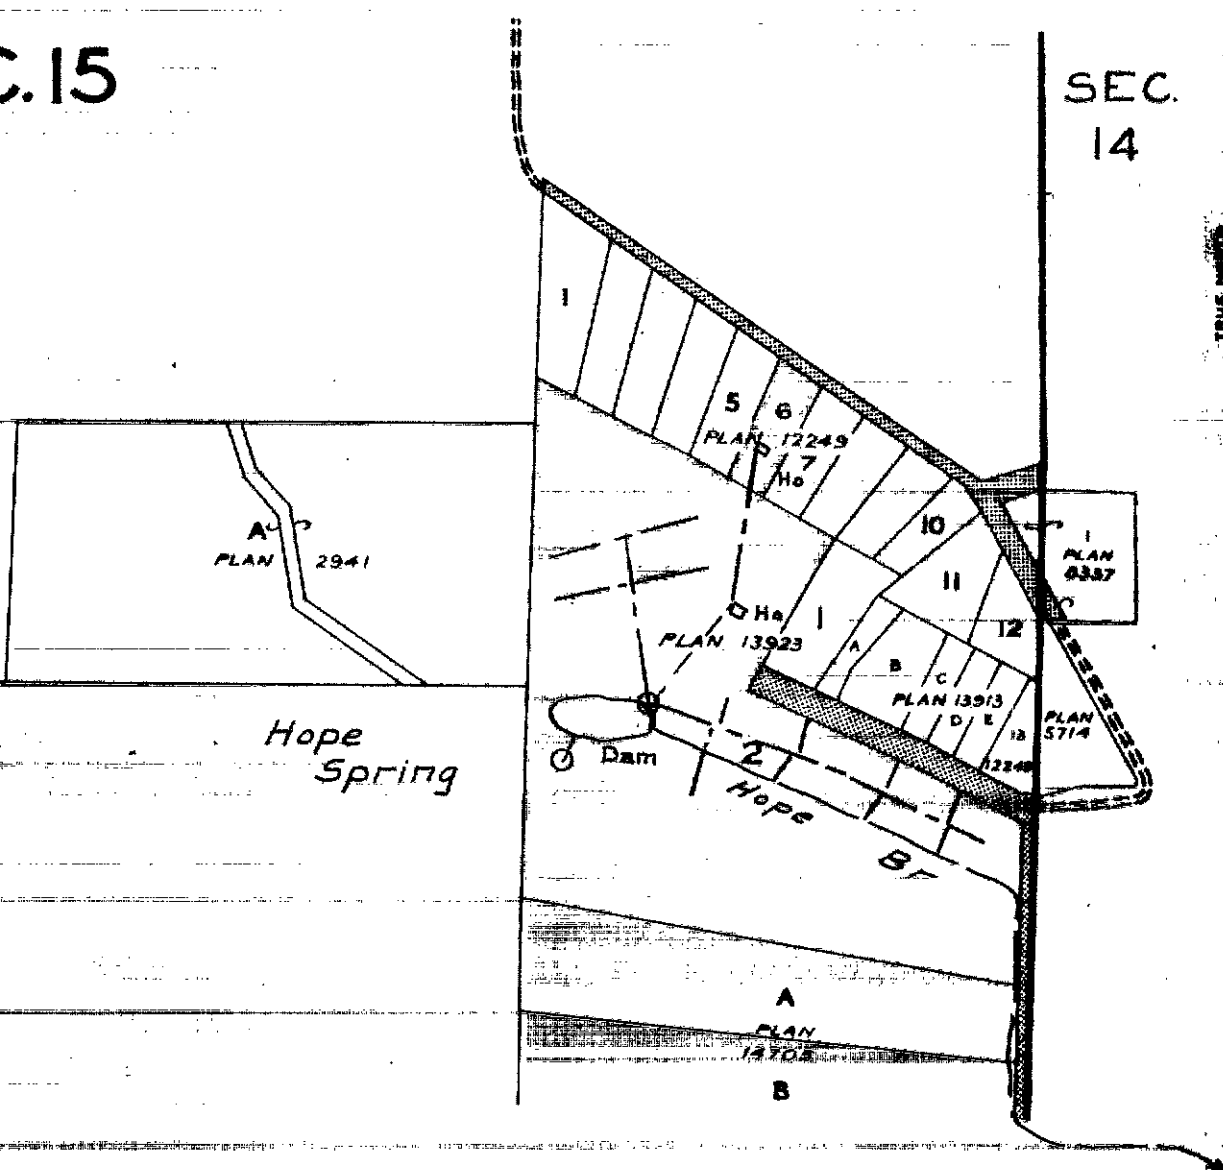 C.15
SEC.
14
1
5
6
PLAN 12249
7
Ho
10
11
12
1
PLAN
8337
A
PLAN 2941
Ho
PLAN 13923
1
A
B
C
PLAN 13913
D E
13
12249
PLAN
5714
Hope
Spring
Dam
2
Hope
Br
A
PLAN
14705
B